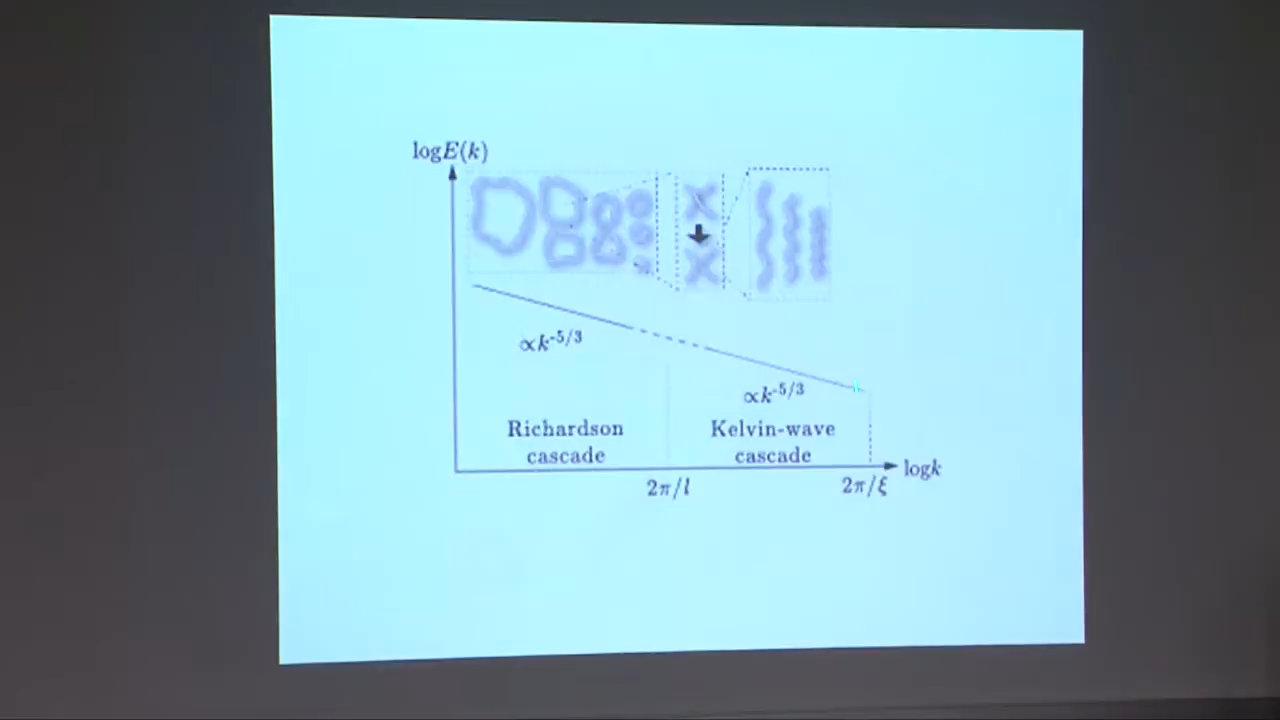 logE(k)
∝k-5/3
∝k-5/3
Richardson
cascade
Kelvin-wave
cascade
logk
2π/l
2π/ξ